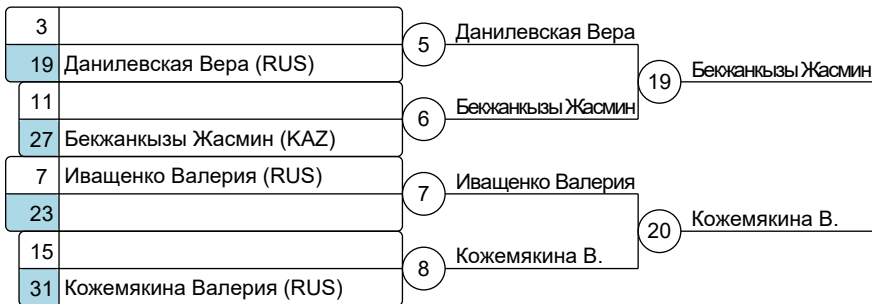 3
19 Данилевская Вера (RUS)
5
Данилевская Вера
11
27 Бекжанкызы Жасмин (KAZ)
6
Бекжанкызы Жасмин
19
Бекжанкызы Жасмин
7 Иващенко Валерия (RUS)
23
7
Иващенко Валерия
15
31 Кожемякина Валерия (RUS)
8
Кожемякина В.
20
Кожемякина В.